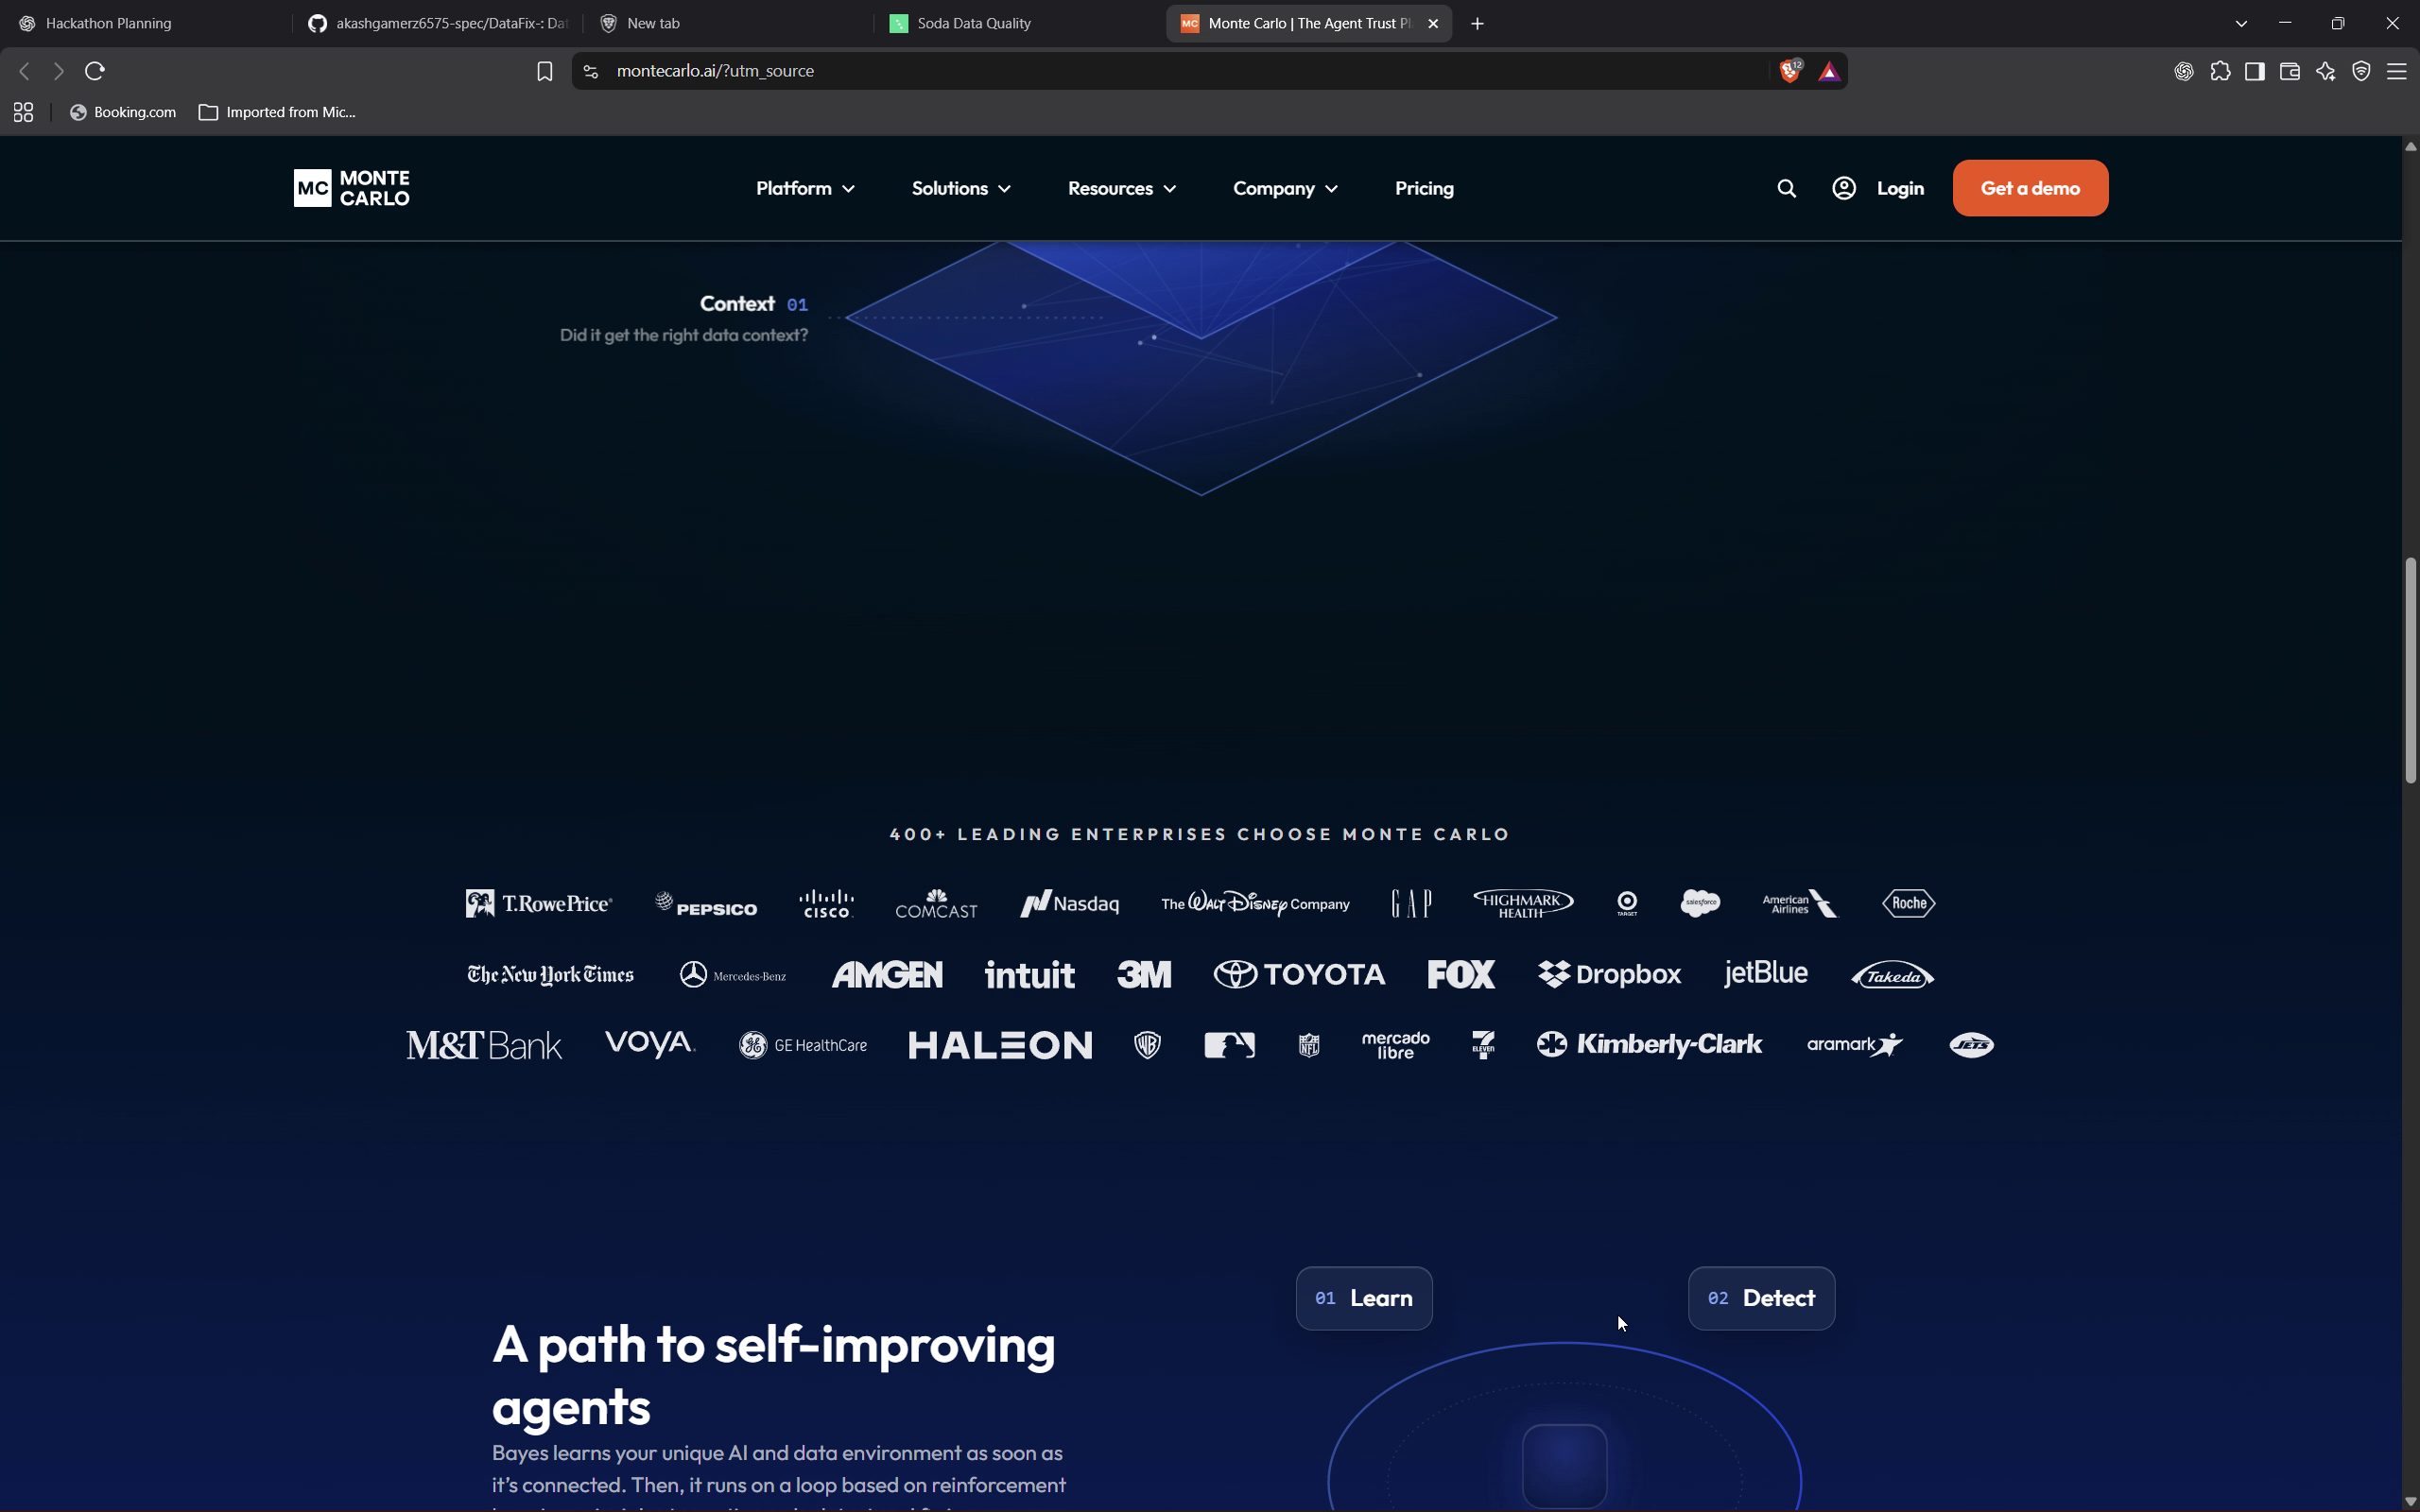 Hackathon Planning
akashgamerz6575-spec/DataFix-: Dat
New tab
Soda Data Quality
MC Monte Carlo | The Agent Trust Pl
montecarlo.ai/?utm_source
12
Booking.com
Imported from Mic...
MC MONTE CARLO
Platform
Solutions
Resources
Company
Pricing
Login
Get a demo
Context 01
Did it get the right data context?
400+ LEADING ENTERPRISES CHOOSE MONTE CARLO
T.RowePrice PEPSICO CISCO COMCAST Nasdaq The Walt Disney Company GAP HIGHMARK HEALTH TARGET salesforce American Airlines Roche
The New York Times Mercedes-Benz AMGEN intuit 3M TOYOTA FOX Dropbox jetBlue Takeda
M&T Bank VOYA GE HealthCare HALEON WB NFL mercado libre 7 ELEVEN Kimberly-Clark aramark JETS
01 Learn
02 Detect
A path to self-improving
agents
Bayes learns your unique AI and data environment as soon as
it's connected. Then, it runs on a loop based on reinforcement